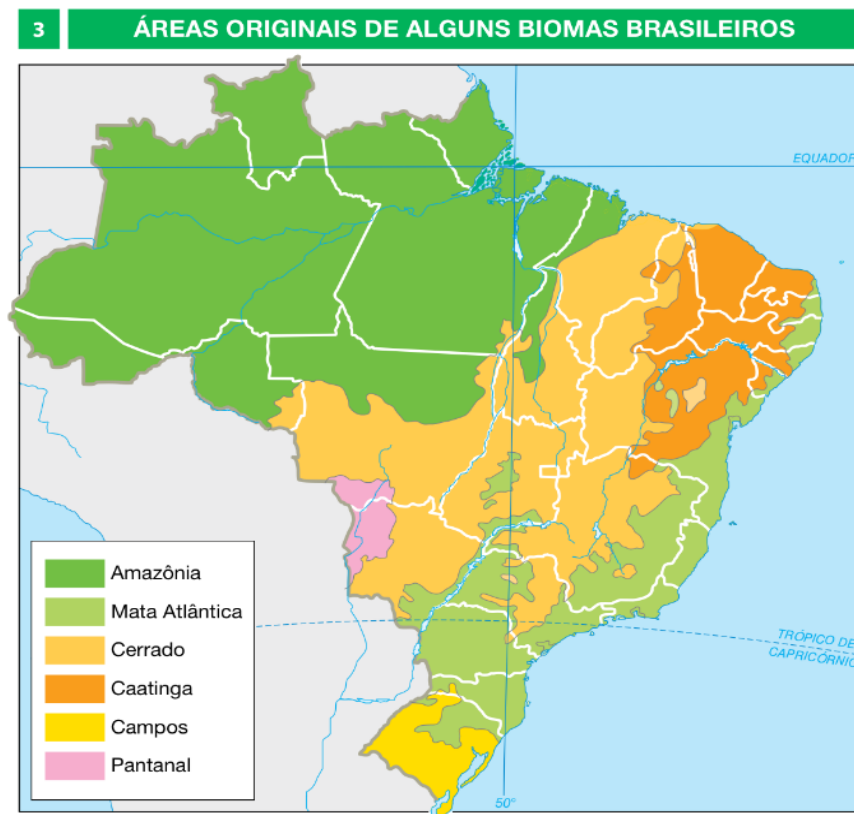 3 ÁREAS ORIGINAIS DE ALGUNS BIOMAS BRASILEIROS
EQUADOR
TRÓPICO DE
CAPRICÓRNIO
50°
Amazônia
Mata Atlântica
Cerrado
Caatinga
Campos
Pantanal